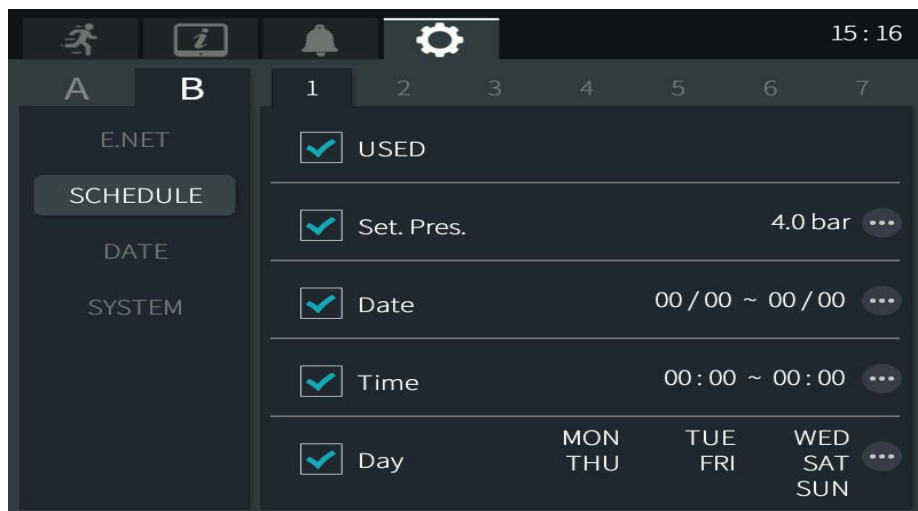 15 : 16
A B
1 2 3 4 5 6 7
E.NET
SCHEDULE
DATE
SYSTEM
USED
Set. Pres. 4.0 bar
Date 00 / 00 ~ 00 / 00
Time 00 : 00 ~ 00 : 00
Day MON TUE WED
THU FRI SAT
SUN